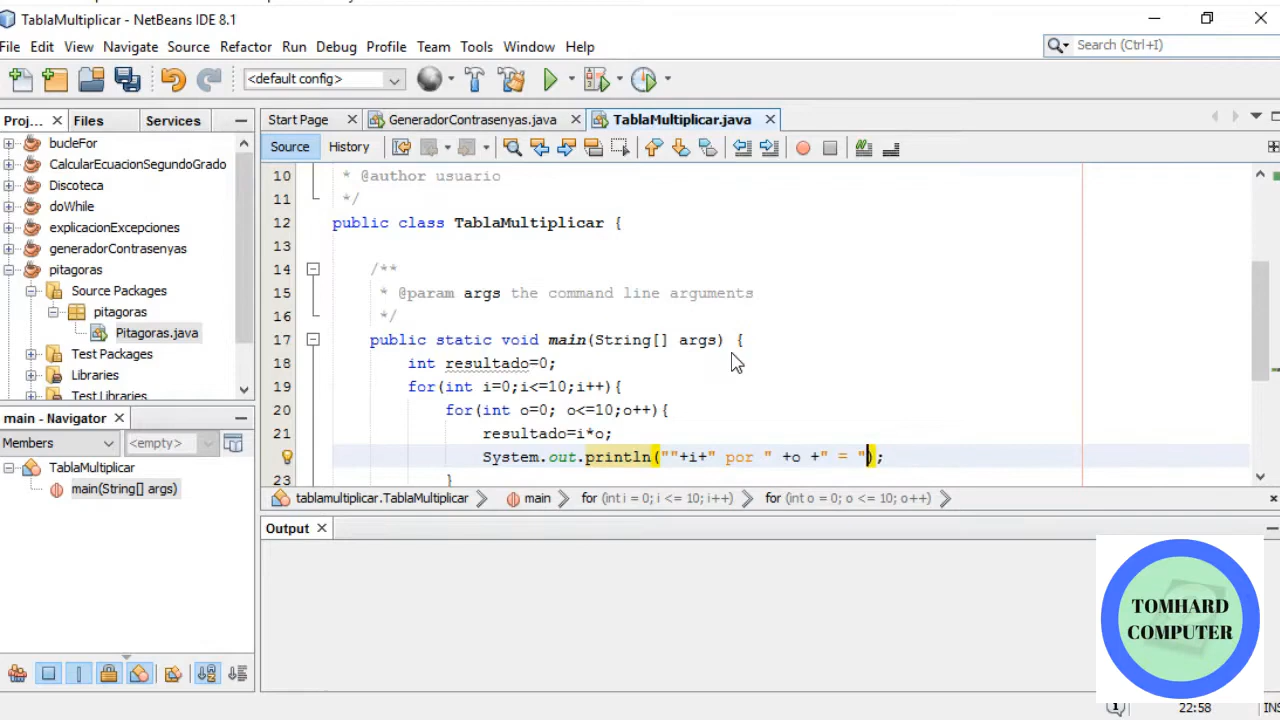 TablaMultiplicar - NetBeans IDE 8.1
File Edit View Navigate Source Refactor Run Debug Profile Team Tools Window Help
Search (Ctrl+I)
<default config>
Proj... Files Services
Start Page GeneradorContrasenyas.java TablaMultiplicar.java
Source History
bucleFor
CalcularEcuacionSegundoGrado
Discoteca
doWhile
explicacionExcepciones
generadorContrasenyas
pitagoras
Source Packages
pitagoras
Pitagoras.java
Test Packages
Libraries
Test Libraries
10 * @author usuario
11 */
12 public class TablaMultiplicar {
13
14 /**
15 * @param args the command line arguments
16 */
17 public static void main(String[] args) {
18 int resultado=0;
19 for(int i=0;i<=10;i++){
20 for(int o=0; o<=10;o++){
21 resultado=i*o;
22 System.out.println(""+i+" por " +o +" = ");
23 }
main - Navigator
Members <empty>
TablaMultiplicar
main(String[] args)
tablamultiplicar.TablaMultiplicar main for (int i = 0; i <= 10; i++) for (int o = 0; o <= 10; o++)
Output
TOMHARD
COMPUTER
22:58 INS